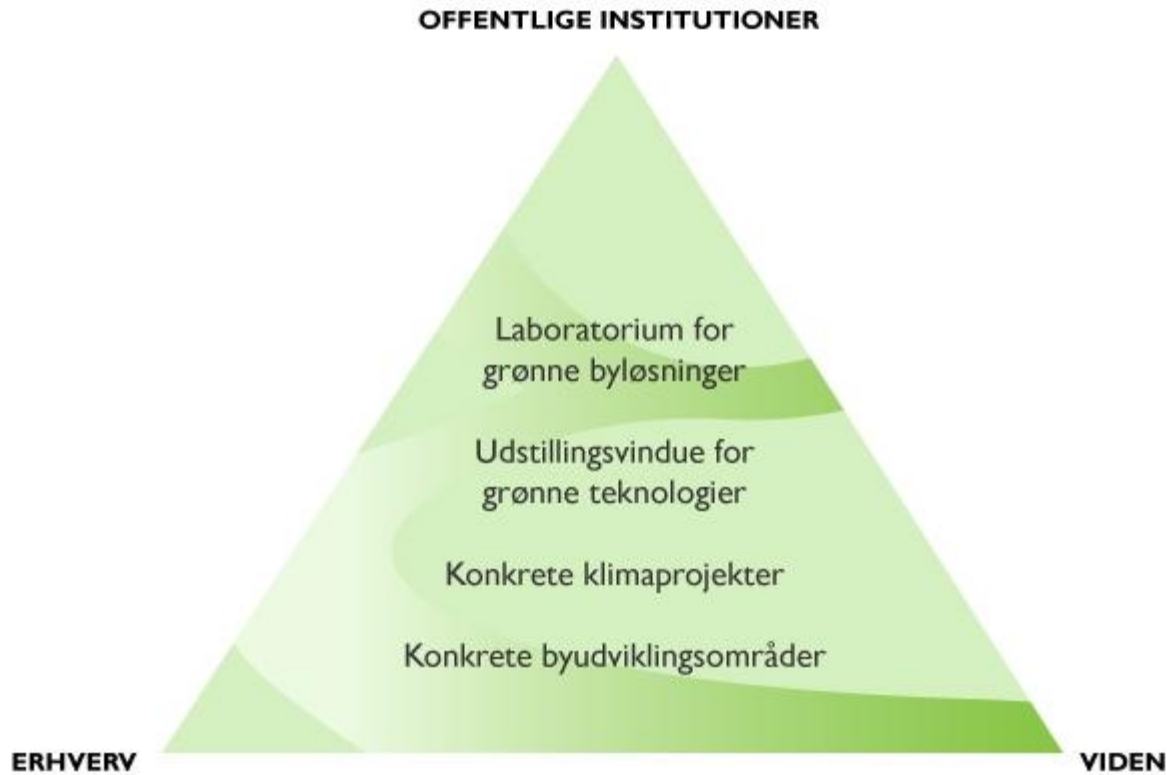 OFFENTLIGE INSTITUTIONER
Laboratorium for
grønne byløsninger
Udstillingsvindue for
grønne teknologier
Konkrete klimaprojekter
Konkrete byudviklingsområder
ERHVERV
VIDEN